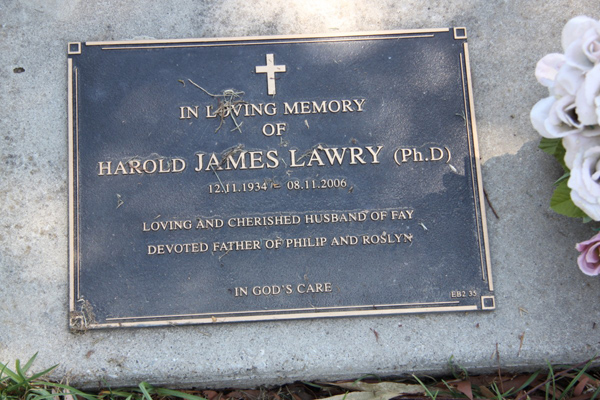 IN LOVING MEMORY
OF
HAROLD JAMES LAWRY (Ph.D)
12.11.1934 – 08.11.2006
LOVING AND CHERISHED HUSBAND OF FAY
DEVOTED FATHER OF PHILIP AND ROSLYN
IN GOD'S CARE
EB2 35